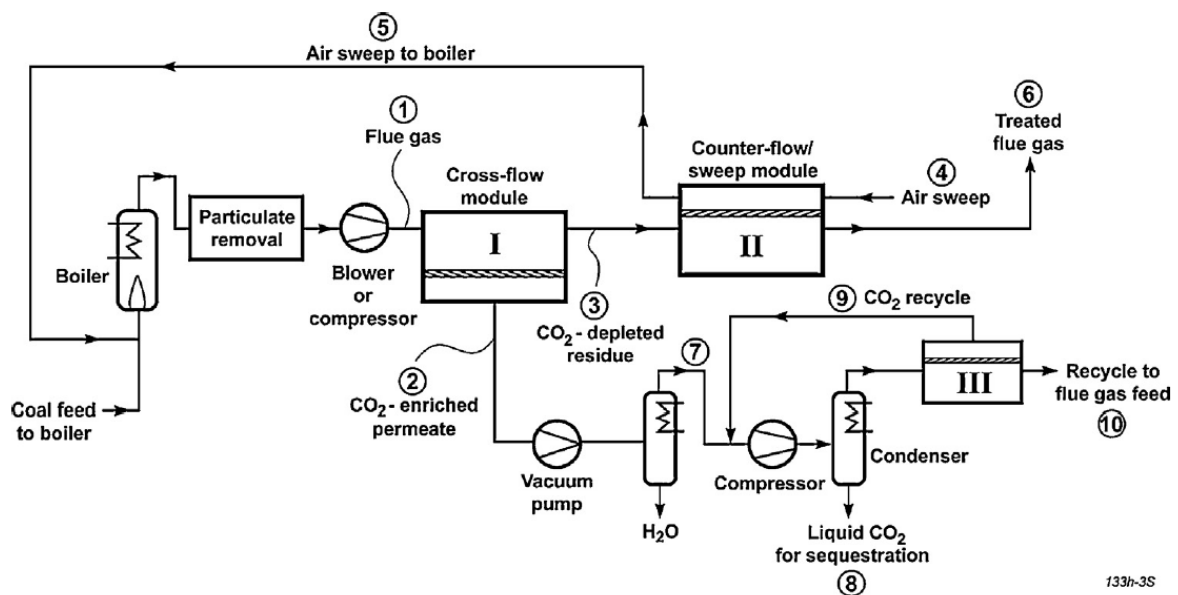 5
Air sweep to boiler
1
Flue gas
6
Treated
flue gas
Counter-flow/
sweep module
4
Air sweep
Cross-flow
module
Particulate
removal
I
II
Boiler
Blower
or
compressor
3
CO2 - depleted
residue
9 CO2 recycle
7
2
CO2 - enriched
permeate
III
Recycle to
flue gas feed
10
Coal feed
to boiler
Vacuum
pump
Compressor
Condenser
H2O
Liquid CO2
for sequestration
8
133h-3S